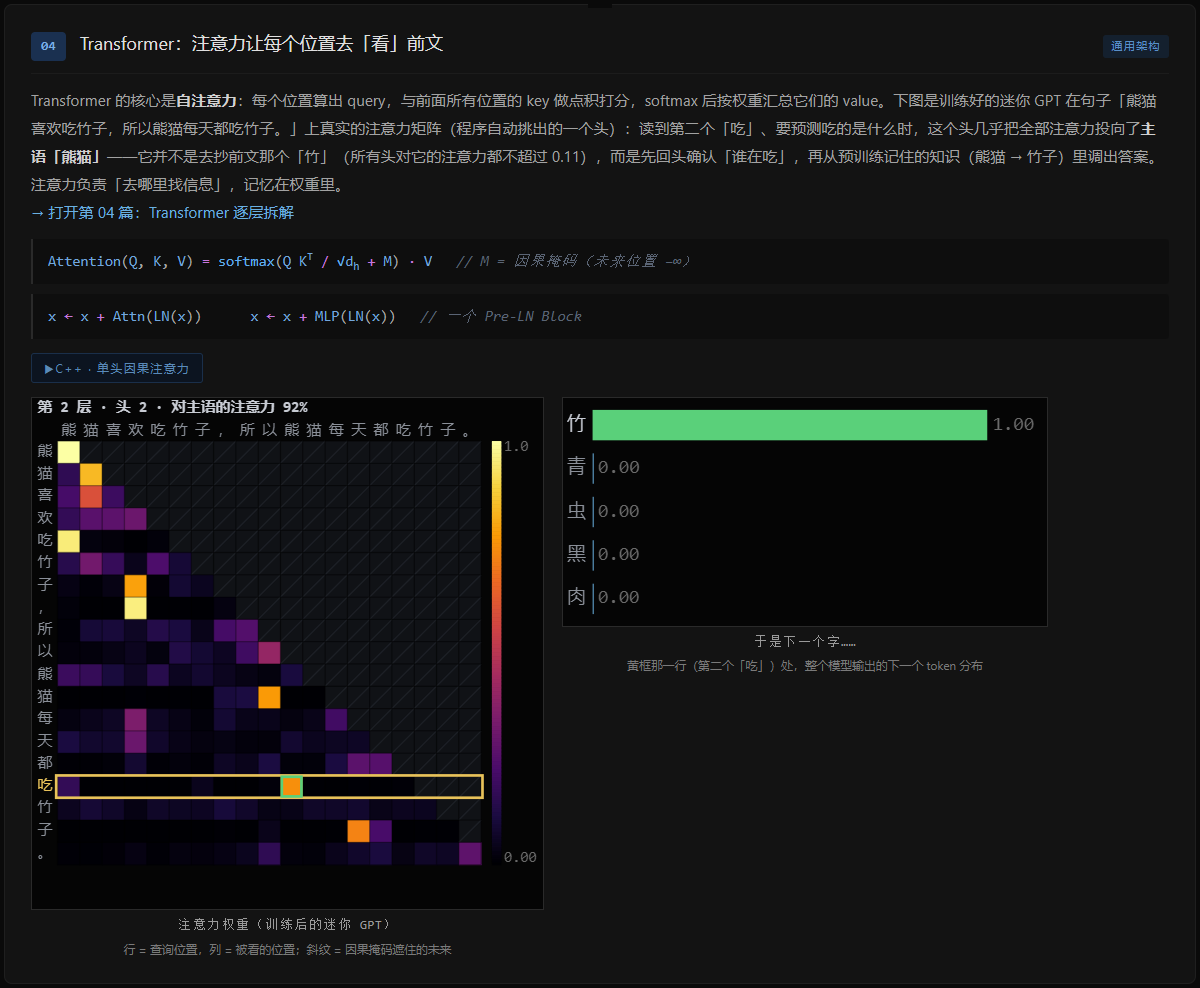 04 Transformer：注意力让每个位置去「看」前文
通用架构
Transformer 的核心是自注意力：每个位置算出 query，与前面所有位置的 key 做点积打分，softmax 后按权重汇总它们的 value。下图是训练好的迷你 GPT 在句子「熊猫
喜欢吃竹子，所以熊猫每天都吃竹子。」上真实的注意力矩阵（程序自动挑出的一个头）：读到第二个「吃」、要预测吃的是什么时，这个头几乎把全部注意力投向了主
语「熊猫」——它并不是去抄前文那个「竹」（所有头对它的注意力都不超过 0.11），而是先回头确认「谁在吃」，再从预训练记住的知识（熊猫 → 竹子）里调出答案。
注意力负责「去哪里找信息」，记忆在权重里。
→ 打开第 04 篇：Transformer 逐层拆解
Attention(Q, K, V) = softmax(Q Kᵀ / √dₕ + M) · V // M = 因果掩码（未来位置 −∞）
x ← x + Attn(LN(x)) x ← x + MLP(LN(x)) // 一个 Pre-LN Block
▶C++ · 单头因果注意力
第 2 层 · 头 2 · 对主语的注意力 92%
熊猫喜欢吃竹子，所以熊猫每天都吃竹子。
1.0
熊
猫
喜
欢
吃
竹
子
，
所
以
熊
猫
每
天
都
吃
竹
子
。
0.00
注意力权重（训练后的迷你 GPT）
行 = 查询位置，列 = 被看的位置；斜纹 = 因果掩码遮住的未来
竹 1.00
青 0.00
虫 0.00
黑 0.00
肉 0.00
于是下一个字……
黄框那一行（第二个「吃」）处，整个模型输出的下一个 token 分布